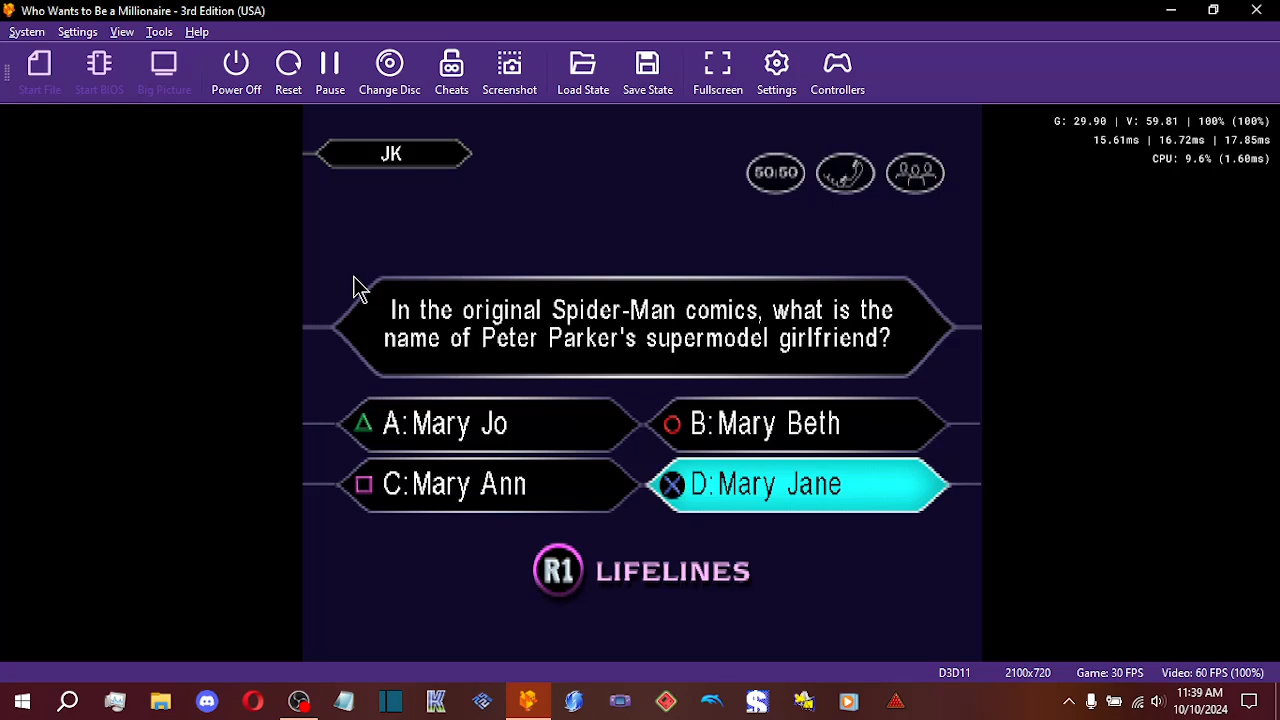 Who Wants to Be a Millionaire - 3rd Edition (USA)
System Settings View Tools Help
Start File Start BIOS Big Picture Power Off Reset Pause Change Disc Cheats Screenshot Load State Save State Fullscreen Settings Controllers
G: 29.90 | V: 59.81 | 100% (100%)
15.61ms | 16.72ms | 17.85ms
CPU: 9.6% (1.60ms)
JK
50:50
In the original Spider-Man comics, what is the
name of Peter Parker's supermodel girlfriend?
A:Mary Jo
B:Mary Beth
C:Mary Ann
D:Mary Jane
R1 LIFELINES
D3D11 2100x720 Game: 30 FPS Video: 60 FPS (100%)
11:39 AM
10/10/2024